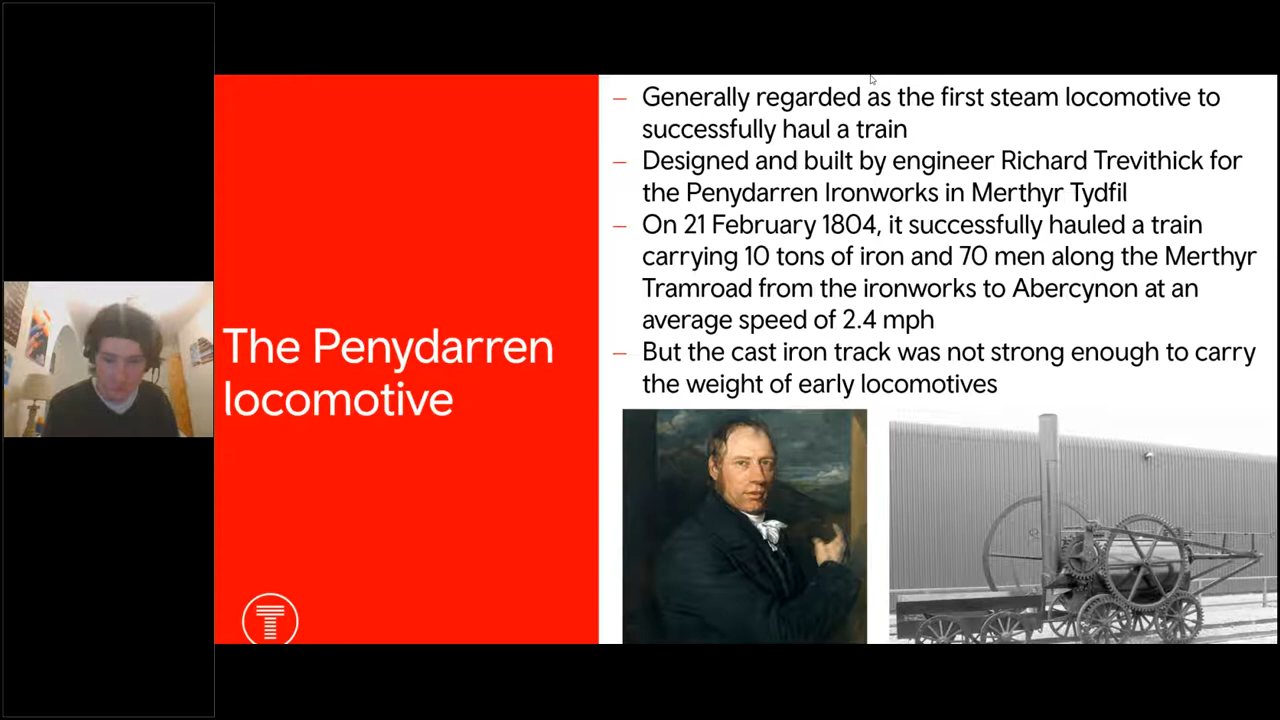 The Penydarren
locomotive
– Generally regarded as the first steam locomotive to
successfully haul a train
– Designed and built by engineer Richard Trevithick for
the Penydarren Ironworks in Merthyr Tydfil
– On 21 February 1804, it successfully hauled a train
carrying 10 tons of iron and 70 men along the Merthyr
Tramroad from the ironworks to Abercynon at an
average speed of 2.4 mph
– But the cast iron track was not strong enough to carry
the weight of early locomotives
T